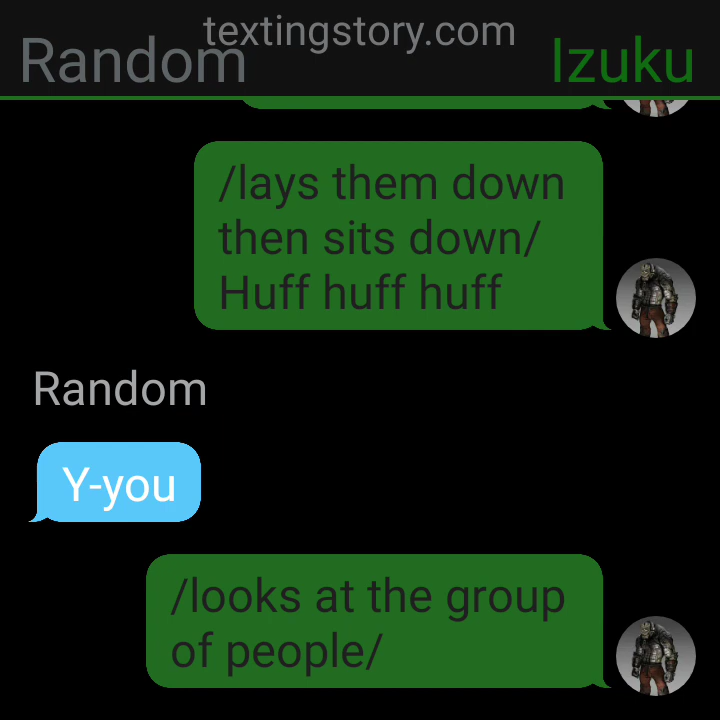 textingstory.com
Random
Izuku
/lays them down
then sits down/
Huff huff huff
Random
Y-you
/looks at the group
of people/